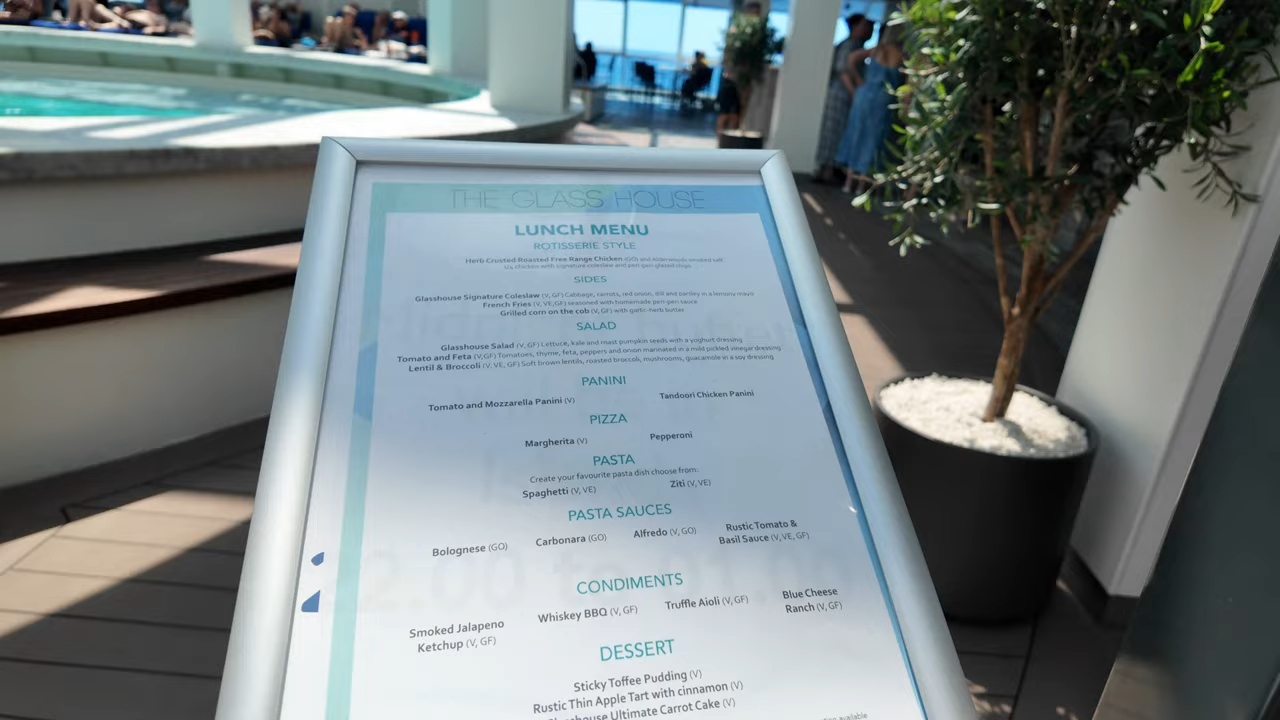 THE GLASS HOUSE
LUNCH MENU
ROTISSERIE STYLE
Herb Crusted Roasted Free Range Chicken (GO) and Alderwoods smoked salt
1/4 chicken with signature coleslaw and peri-peri glazed chips
SIDES
Glasshouse Signature Coleslaw (V, GF) Cabbage, carrots, red onion, dill and parsley in a lemony mayo
French Fries (V, VE,GF) seasoned with homemade peri-peri sauce
Grilled corn on the cob (V, GF) with garlic-herb butter
SALAD
Glasshouse Salad (V, GF) Lettuce, kale and roast pumpkin seeds with a yoghurt dressing
Tomato and Feta (V,GF) Tomatoes, thyme, feta, peppers and onion marinated in a mild pickled vinegar dressing
Lentil & Broccoli (V, VE, GF) Soft brown lentils, roasted broccoli, mushrooms, guacamole in a soy dressing
PANINI
Tomato and Mozzarella Panini (V) Tandoori Chicken Panini
PIZZA
Margherita (V) Pepperoni
PASTA
Create your favourite pasta dish choose from:
Spaghetti (V, VE) Ziti (V, VE)
PASTA SAUCES
Bolognese (GO) Carbonara (GO) Alfredo (V, GO) Rustic Tomato &
Basil Sauce (V, VE, GF)
CONDIMENTS
Smoked Jalapeno Whiskey BBQ (V, GF) Truffle Aioli (V, GF) Blue Cheese
Ketchup (V, GF) Ranch (V, GF)
DESSERT
Sticky Toffee Pudding (V)
Rustic Thin Apple Tart with cinnamon (V)
Glasshouse Ultimate Carrot Cake (V)
available